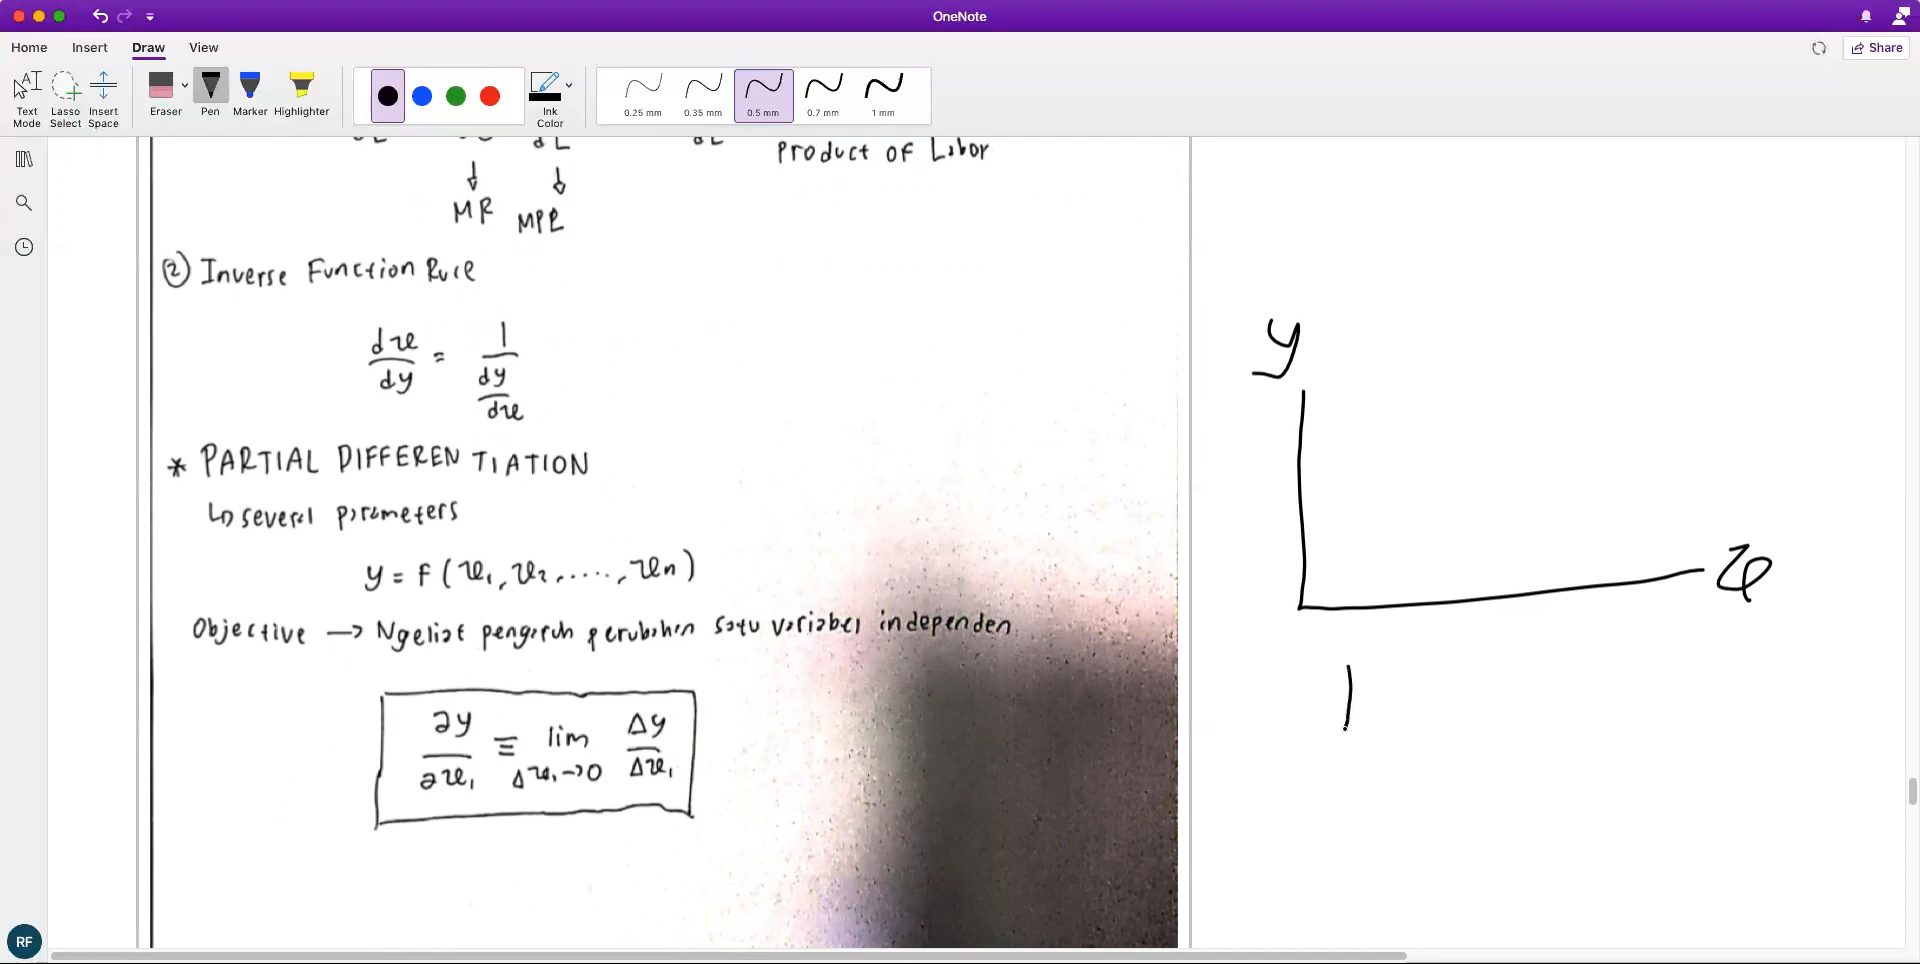 OneNote
Home Insert Draw View
Share
Text Mode
Lasso Select
Insert Space
Eraser
Pen
Marker
Highlighter
Ink Color
0.25 mm
0.35 mm
0.5 mm
0.7 mm
1 mm
dL
Product of Labor
MR MPL
② Inverse Function Rule
dx/dy = 1/(dy/dx)
* PARTIAL DIFFEREN TIATION
↳ several parameters
y = f (x₁, x₂, ....., xn)
Objective → Ngeliat pengaruh perubahan satu variabel independen
∂y/∂x₁ ≡ lim Δx₁→0 Δy/Δx₁
y
x
RF